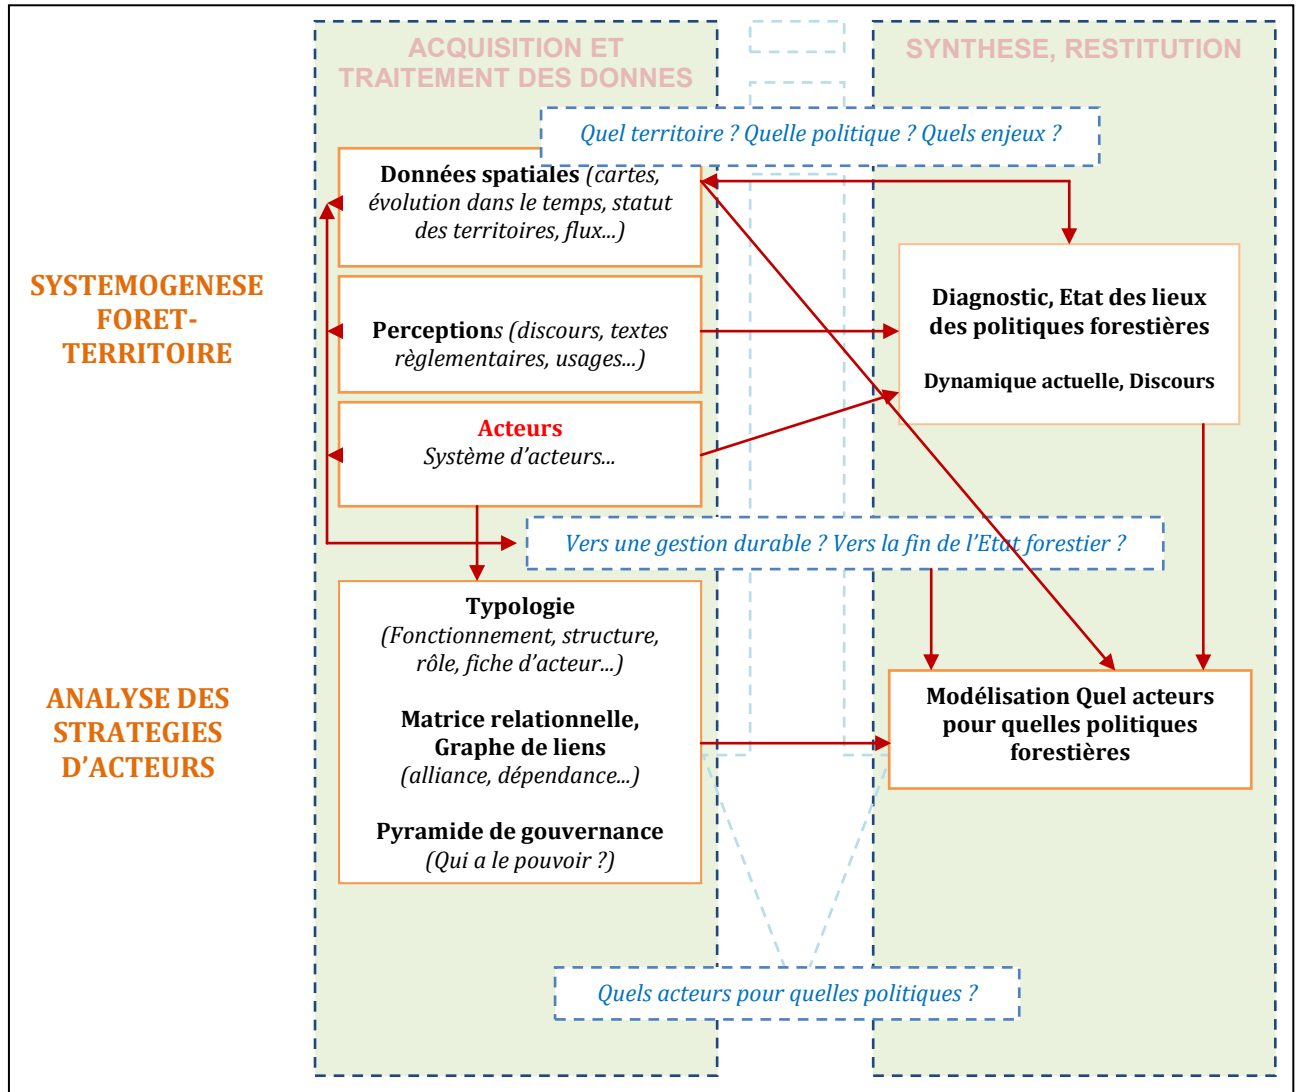 ACQUISITION ET
TRAITEMENT DES DONNES
SYNTHESE, RESTITUTION
Quel territoire ? Quelle politique ? Quels enjeux ?
Données spatiales (cartes,
évolution dans le temps, statut
des territoires, flux...)
SYSTEMOGENESE
FORET-
TERRITOIRE
Perceptions (discours, textes
règlementaires, usages...)
Diagnostic, Etat des lieux
des politiques forestières
Dynamique actuelle, Discours
Acteurs
Système d’acteurs...
Vers une gestion durable ? Vers la fin de l’Etat forestier ?
Typologie
(Fonctionnement, structure,
rôle, fiche d’acteur...)
ANALYSE DES
STRATEGIES
D’ACTEURS
Matrice relationnelle,
Graphe de liens
(alliance, dépendance...)
Pyramide de gouvernance
(Qui a le pouvoir ?)
Modélisation Quel acteurs
pour quelles politiques
forestières
Quels acteurs pour quelles politiques ?